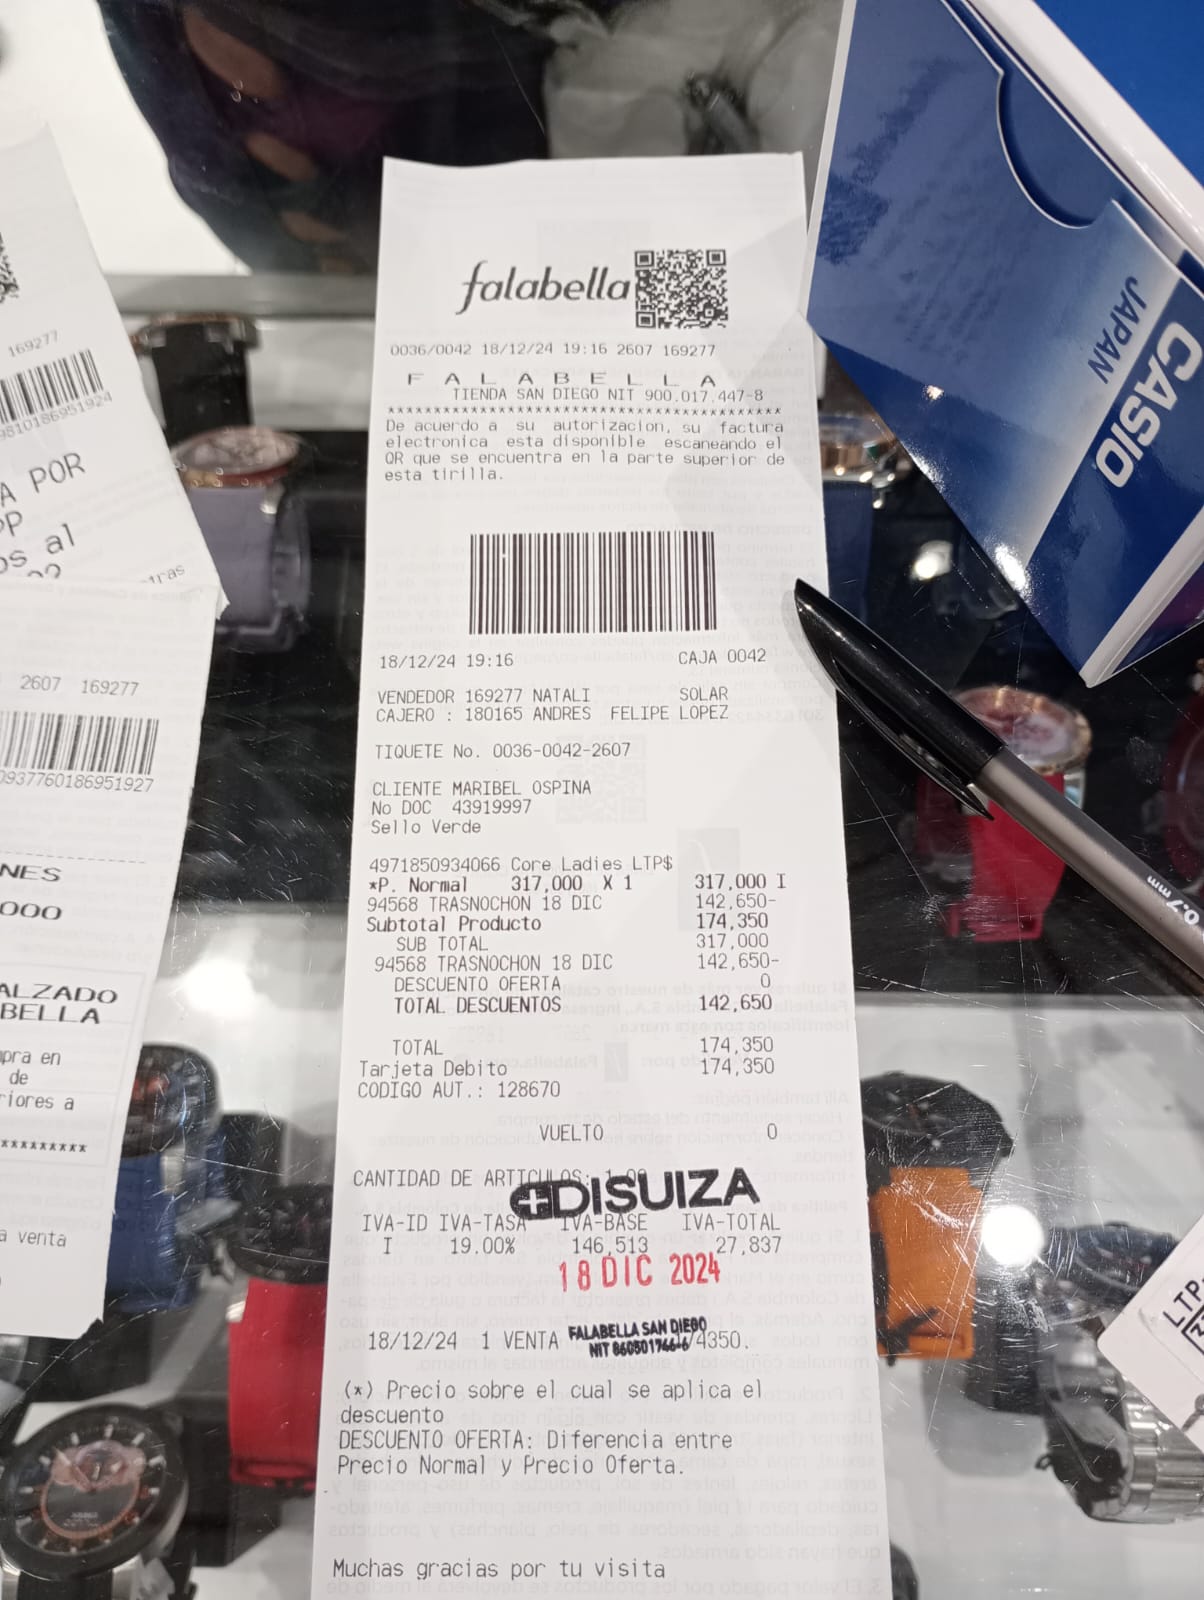 falabella
0036/0042 18/12/24 19:16 2607 169277
F A L A B E L L A
TIENDA SAN DIEGO NIT 900.017.447-8
******************************************
De acuerdo a su autorizacion, su factura
electronica esta disponible escaneando el
QR que se encuentra en la parte superior de
esta tirilla.
18/12/24 19:16 CAJA 0042
VENDEDOR 169277 NATALI SOLAR
CAJERO : 180165 ANDRES FELIPE LOPEZ
TIQUETE No. 0036-0042-2607
CLIENTE MARIBEL OSPINA
No DOC 43919997
Sello Verde
4971850934066 Core Ladies LTP$
*P. Normal 317,000 X 1 317,000 I
94568 TRASNOCHON 18 DIC 142,650-
Subtotal Producto 174,350
SUB TOTAL 317,000
94568 TRASNOCHON 18 DIC 142,650-
DESCUENTO OFERTA 0
TOTAL DESCUENTOS 142,650
TOTAL 174,350
Tarjeta Debito 174,350
CODIGO AUT.: 128670
VUELTO 0
CANTIDAD DE ARTICULOS: 1.00
DISUIZA
IVA-ID IVA-TASA IVA-BASE IVA-TOTAL
I 19.00% 146,513 27,837
18 DIC 2024
18/12/24 1 VENTA
FALABELLA SAN DIEGO
(*) Precio sobre el cual se aplica el
descuento
DESCUENTO OFERTA: Diferencia entre
Precio Normal y Precio Oferta.
Muchas gracias por tu visita
CASIO
JAPAN
0.7 mm
LTP
169277
9810186951924
A POR
os al
2607 169277
0937760186951927
NES
000
ALZADO
BELLA
pra en
de
riores a
*********
a venta